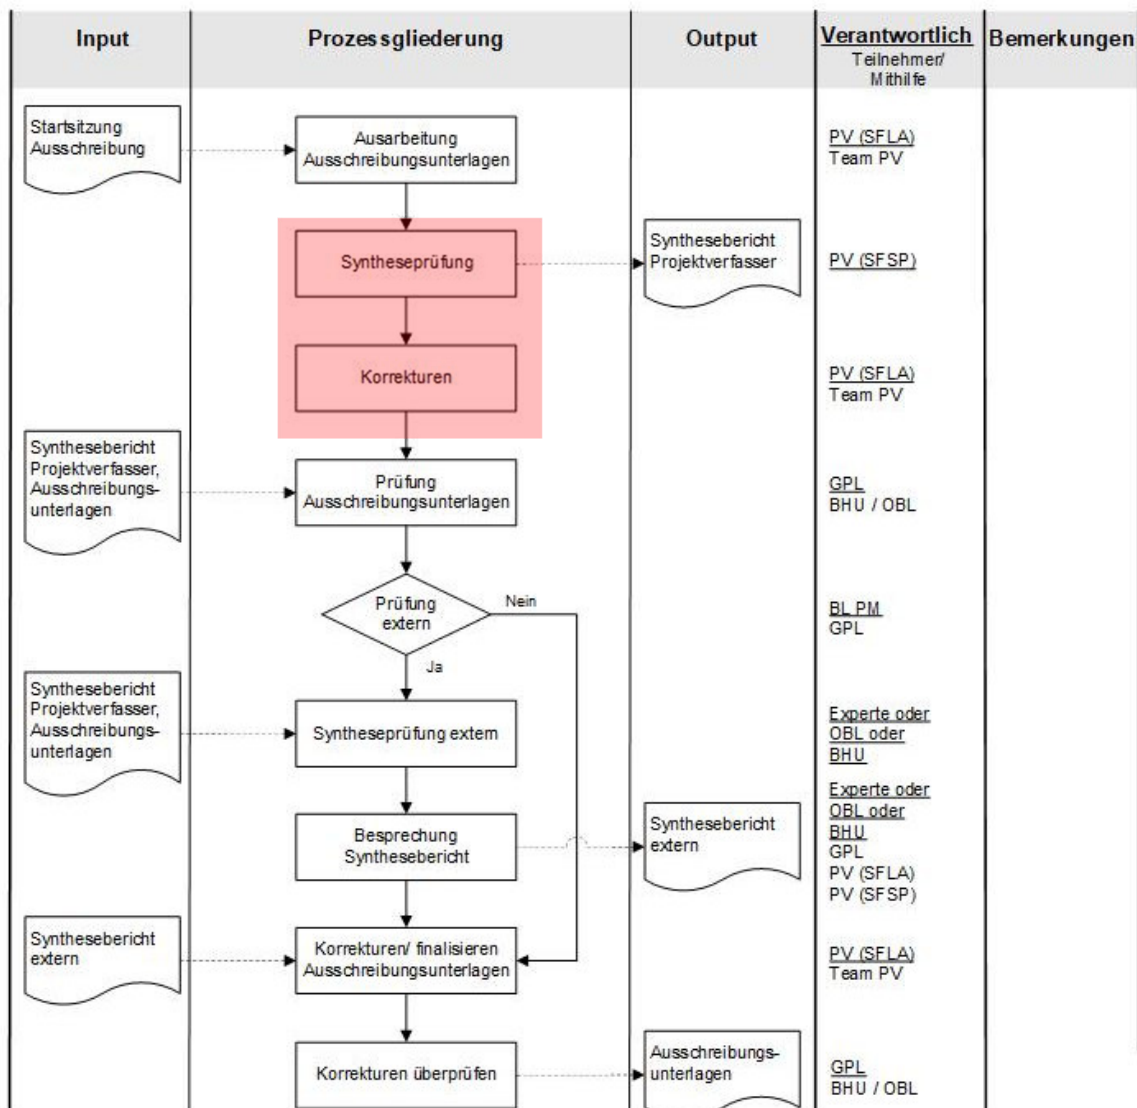 Input
Prozessgliederung
Output
Verantwortlich
Teilnehmer/
Mithilfe
Bemerkungen
Startsitzung
Ausschreibung
Ausarbeitung
Ausschreibungsunterlagen
PV (SFLA)
Team PV
Syntheseprüfung
Synthesebericht
Projektverfasser
PV (SFSP)
Korrekturen
PV (SFLA)
Team PV
Synthesebericht
Projektverfasser,
Ausschreibungs-
unterlagen
Prüfung
Ausschreibungsunterlagen
GPL
BHU / OBL
Prüfung
extern
Nein
Ja
BL PM
GPL
Synthesebericht
Projektverfasser,
Ausschreibungs-
unterlagen
Syntheseprüfung extern
Experte oder
OBL oder
BHU
Besprechung
Synthesebericht
Synthesebericht
extern
Experte oder
OBL oder
BHU
GPL
PV (SFLA)
PV (SFSP)
Synthesebericht
extern
Korrekturen/ finalisieren
Ausschreibungsunterlagen
PV (SFLA)
Team PV
Korrekturen überprüfen
Ausschreibungs-
unterlagen
GPL
BHU / OBL